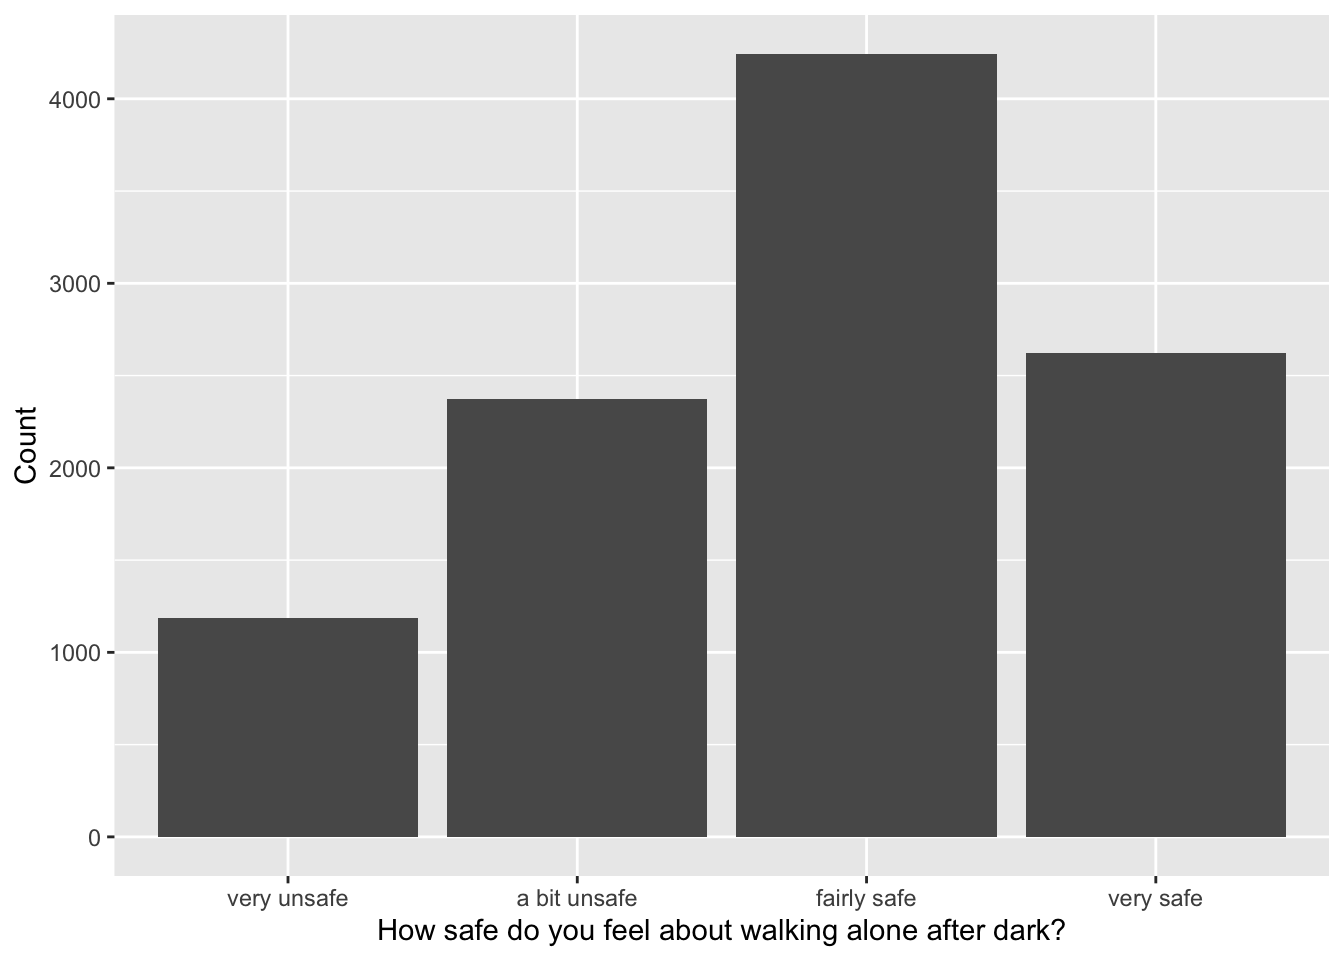 Count
4000
3000
2000
1000
0
very unsafe
a bit unsafe
fairly safe
very safe
How safe do you feel about walking alone after dark?